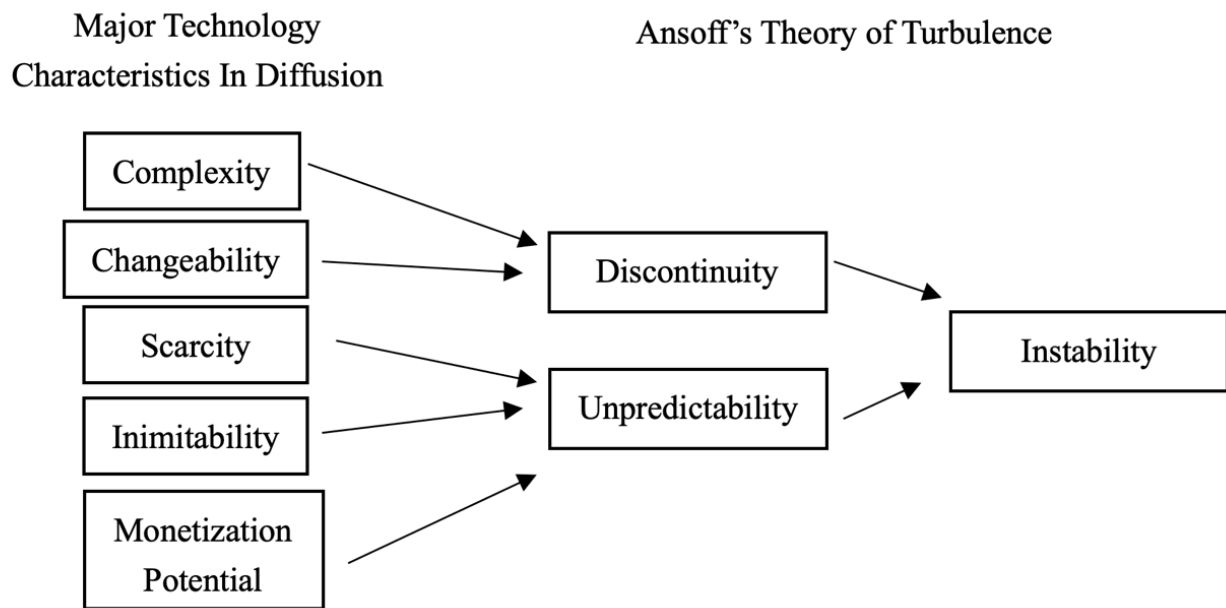 Major Technology
Characteristics In Diffusion
Ansoff’s Theory of Turbulence
Complexity
Changeability
Scarcity
Inimitability
Monetization
Potential
Discontinuity
Unpredictability
Instability